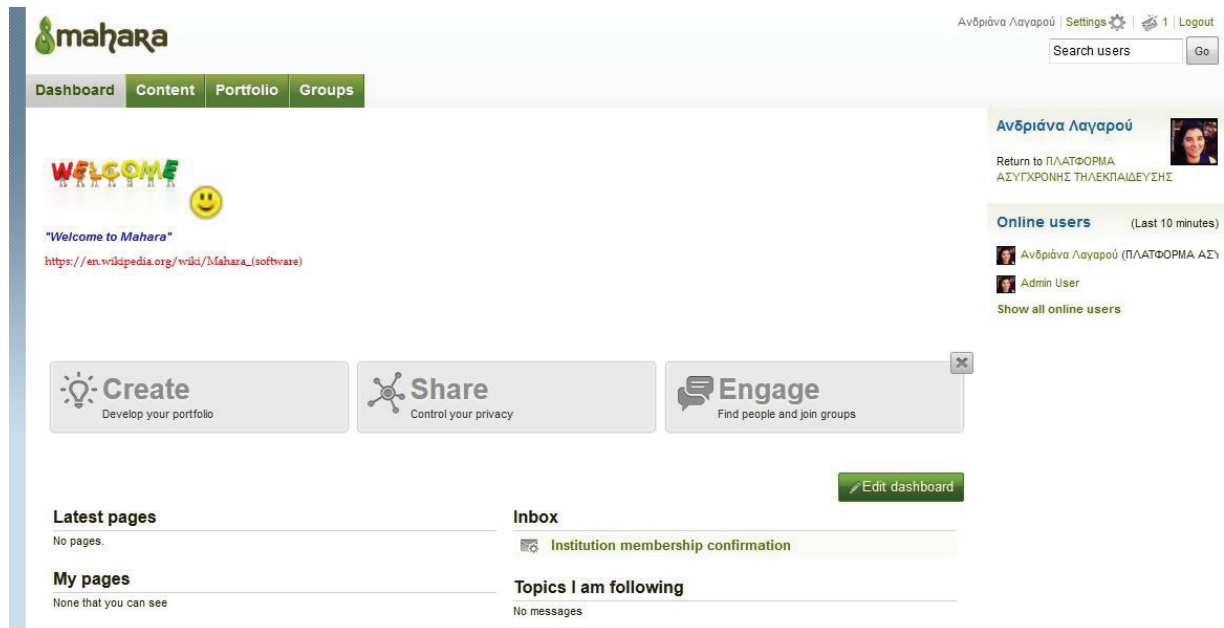 mahara
Ανδριάνα Λαγαρού | Settings | 1 | Logout
Search users Go
Dashboard Content Portfolio Groups
WELCOME
"Welcome to Mahara"
https://en.wikipedia.org/wiki/Mahara_(software)
Ανδριάνα Λαγαρού
Return to ΠΛΑΤΦΟΡΜΑ
ΑΣΥΓΧΡΟΝΗΣ ΤΗΛΕΚΠΑΙΔΕΥΣΗΣ
Online users (Last 10 minutes)
Ανδριάνα Λαγαρού (ΠΛΑΤΦΟΡΜΑ ΑΣΥ
Admin User
Show all online users
Create
Develop your portfolio
Share
Control your privacy
Engage
Find people and join groups
Edit dashboard
Latest pages
No pages.
My pages
None that you can see
Inbox
Institution membership confirmation
Topics I am following
No messages